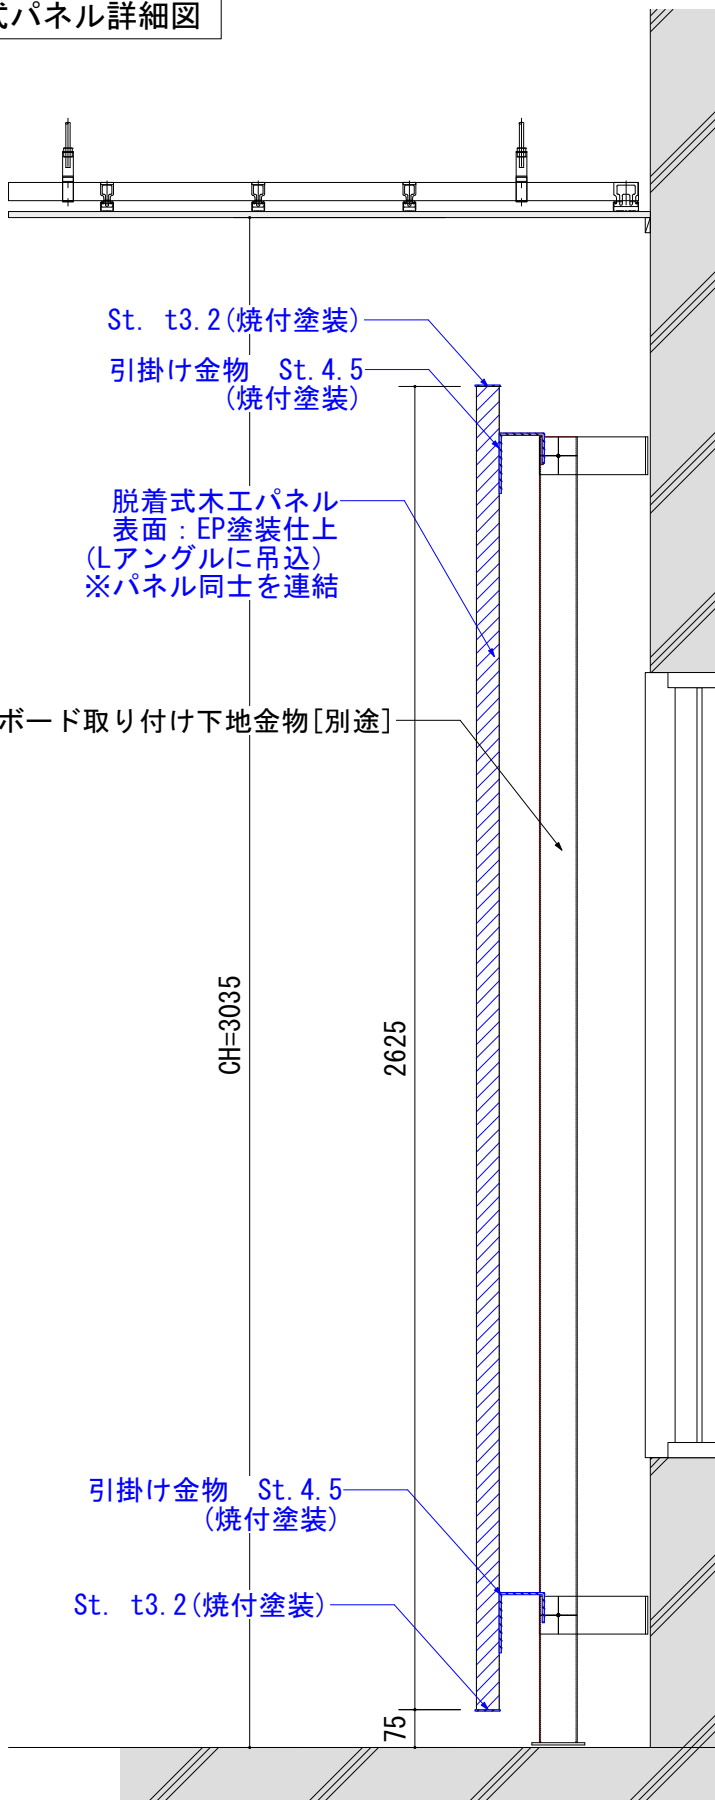 式パネル詳細図
St. t3.2(焼付塗装)
引掛け金物　St.4.5
(焼付塗装)
脱着式木工パネル
表面：EP塗装仕上
(Lアングルに吊込)
※パネル同士を連結
ボード取り付け下地金物[別途]
CH=3035
2625
引掛け金物　St.4.5
(焼付塗装)
St. t3.2(焼付塗装)
75